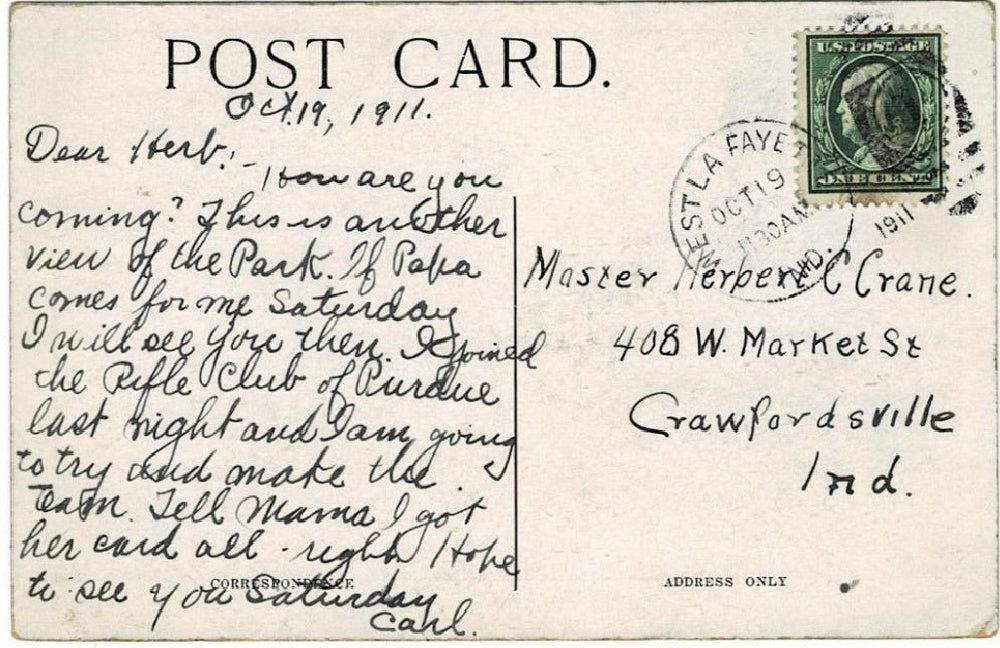 POST CARD.
Oct. 19, 1911.
Dear Herb! -
How are you
coming? This is another
view of the Park. If Papa
comes for me Saturday
I will see you then. I joined
the Rifle Club of Purdue
last night and I am going
to try and make the
team. Tell Mama I got
her card all right. Hope
to see you Saturday
Carl.
CORRESPONDENCE
U.S. POSTAGE
ONE CENT
WEST LAFAYETTE
OCT 19
1130AM
IND.
1911
Master Herbert C Crane.
408 W. Market St
Crawfordsville
Ind.
ADDRESS ONLY